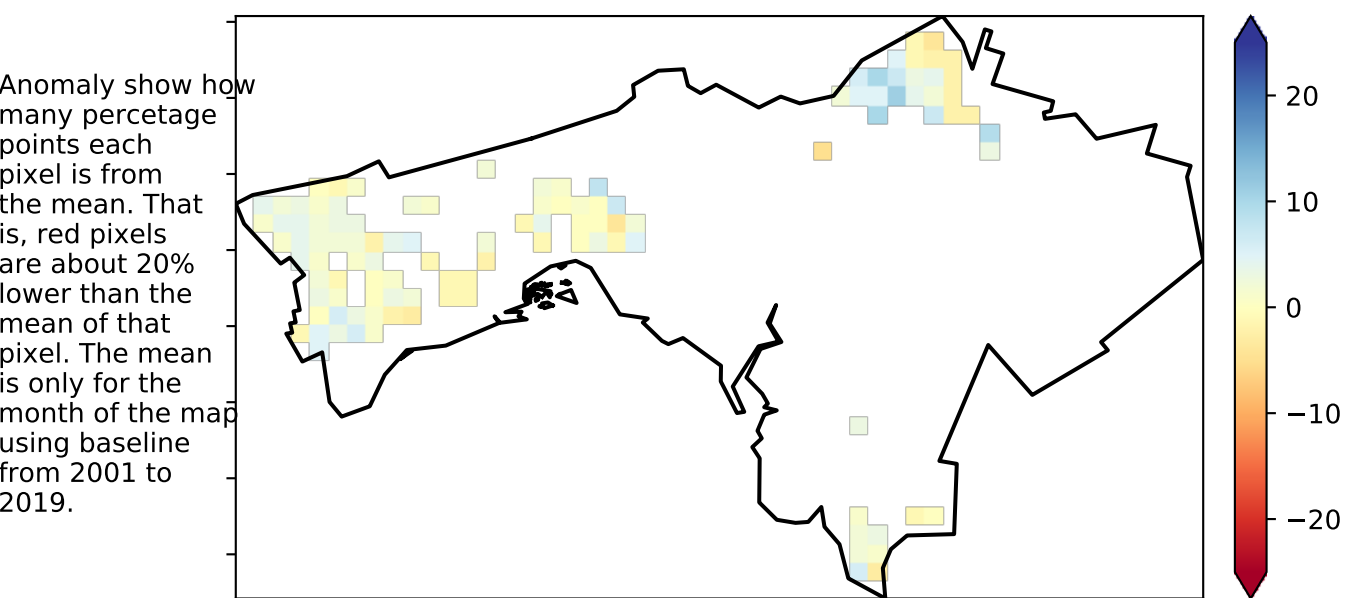 Anomaly show how
many percetage
points each
pixel is from
the mean. That
is, red pixels
are about 20%
lower than the
mean of that
pixel. The mean
is only for the
month of the map
using baseline
from 2001 to
2019.
20
10
0
−10
−20